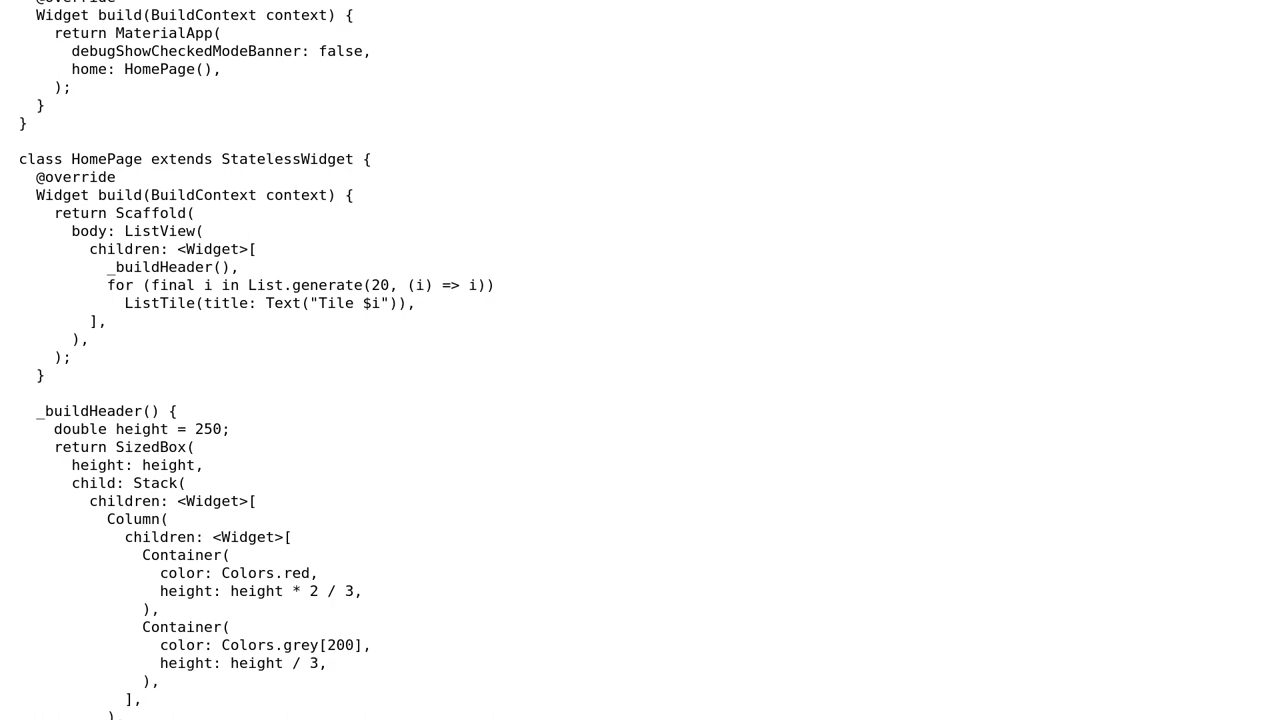 @override
Widget build(BuildContext context) {
return MaterialApp(
debugShowCheckedModeBanner: false,
home: HomePage(),
);
}
}
class HomePage extends StatelessWidget {
@override
Widget build(BuildContext context) {
return Scaffold(
body: ListView(
children: <Widget>[
_buildHeader(),
for (final i in List.generate(20, (i) => i))
ListTile(title: Text("Tile $i")),
],
),
);
}
_buildHeader() {
double height = 250;
return SizedBox(
height: height,
child: Stack(
children: <Widget>[
Column(
children: <Widget>[
Container(
color: Colors.red,
height: height * 2 / 3,
),
Container(
color: Colors.grey[200],
height: height / 3,
),
],
),